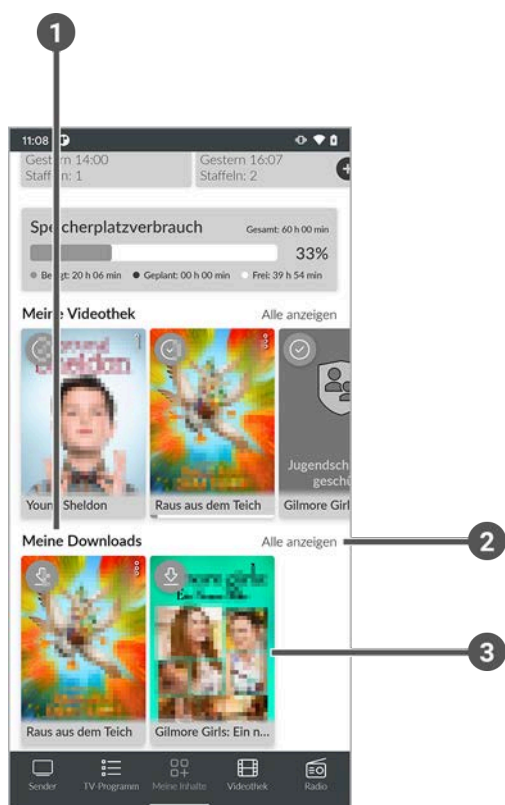 1
11:08
Gestern 14:00
Staffeln: 1
Gestern 16:07
Staffeln: 2
Speicherplatzverbrauch
Gesamt: 60 h 00 min
33%
Belegt: 20 h 06 min
Geplant: 00 h 00 min
Frei: 39 h 54 min
Meine Videothek
Alle anzeigen
Jugendsch
geschü
Young Sheldon
Raus aus dem Teich
Gilmore Girl
Meine Downloads
Alle anzeigen
2
3
Raus aus dem Teich
Gilmore Girls: Ein n...
Sender
TV-Programm
Meine Inhalte
Videothek
Radio